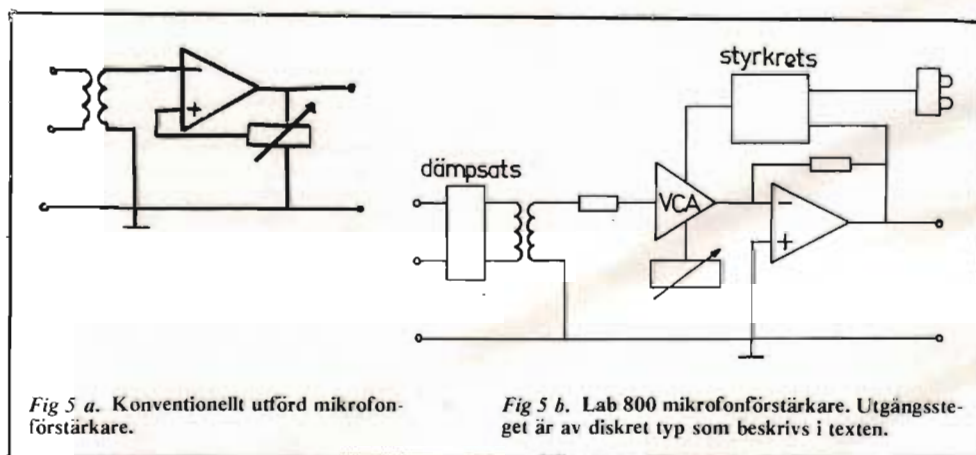 styrkrets
dämpsats
VCA
−
+
−
+
Fig 5 a. Konventionellt utförd mikrofon-
förstärkare.
Fig 5 b. Lab 800 mikrofonförstärkare. Utgångsste-
get är av diskret typ som beskrivs i texten.